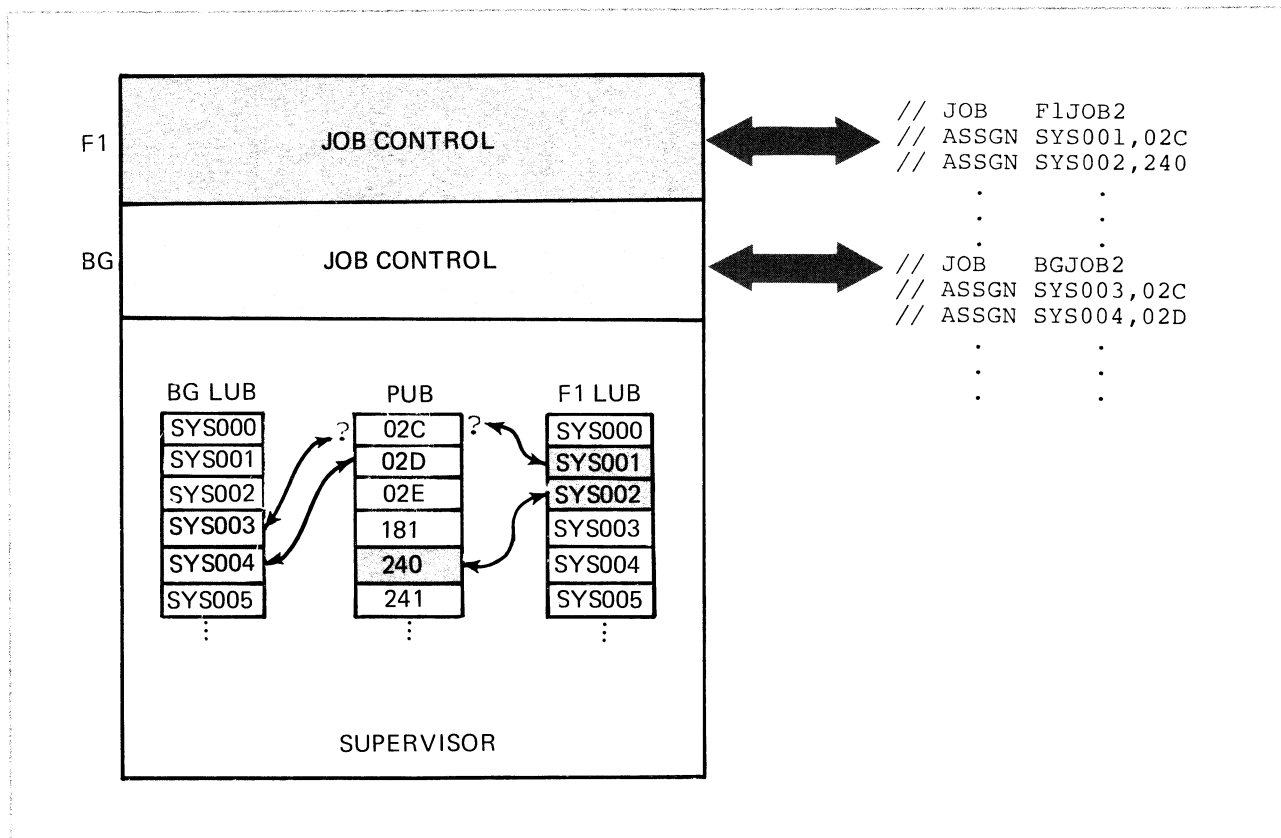 F1
JOB CONTROL
// JOB F1JOB2
// ASSGN SYS001,02C
// ASSGN SYS002,240
BG
JOB CONTROL
// JOB BGJOB2
// ASSGN SYS003,02C
// ASSGN SYS004,02D
BG LUB
SYS000
SYS001
SYS002
SYS003
SYS004
SYS005
PUB
? 02C ?
02D
02E
181
240
241
F1 LUB
SYS000
SYS001
SYS002
SYS003
SYS004
SYS005
SUPERVISOR